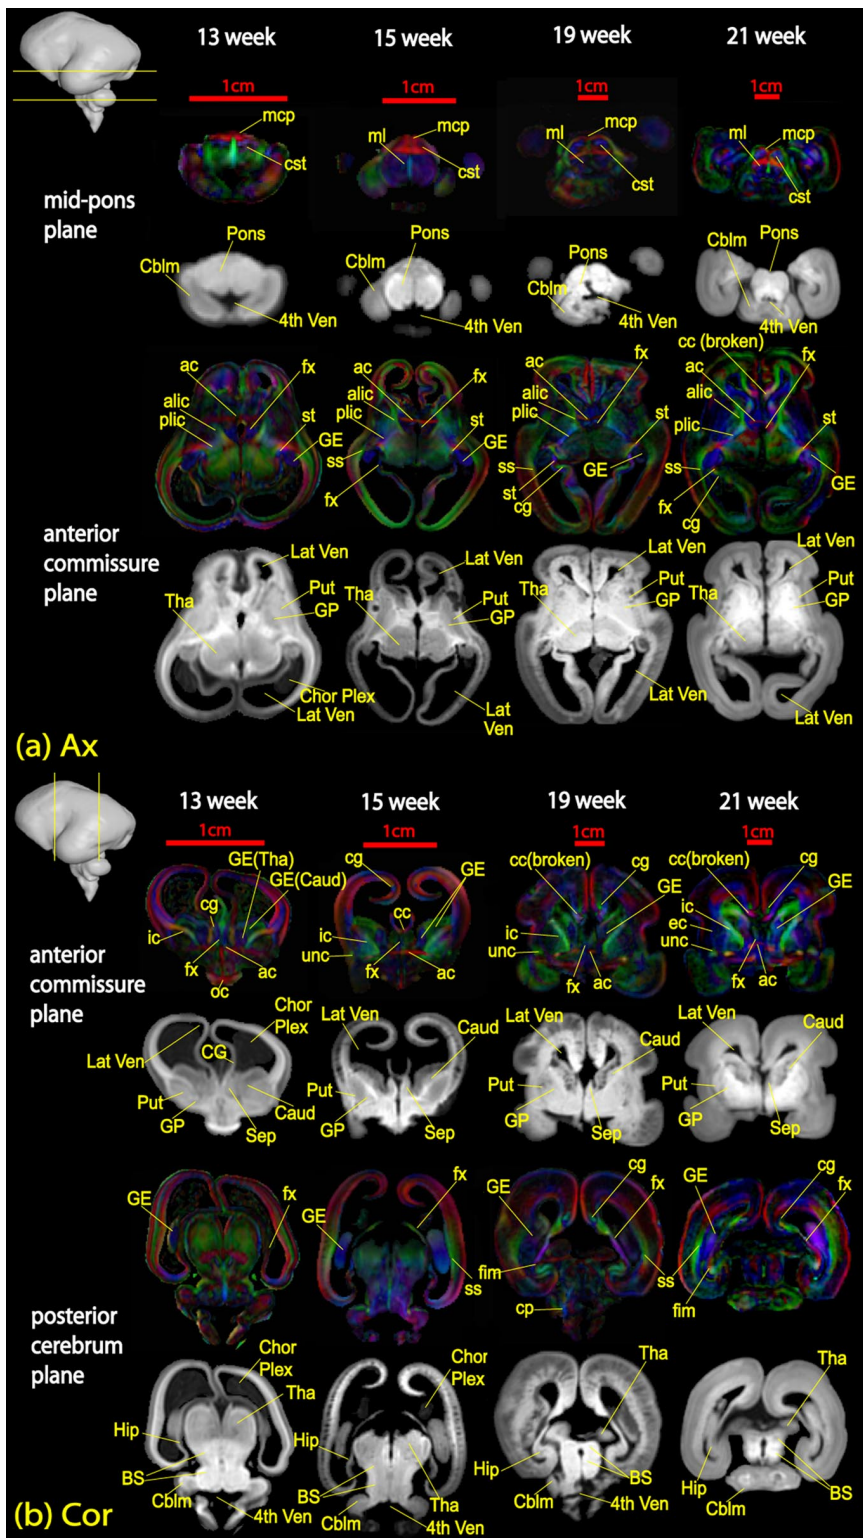 13 week 15 week 19 week 21 week
1cm 1cm 1cm 1cm
mid-pons
plane
mcp
cst
ml mcp
cst
ml mcp
cst
ml mcp
cst
Pons
Cblm
4th Ven
Pons
Cblm
4th Ven
Pons
Cblm
4th Ven
Pons
Cblm
4th Ven
anterior
commissure
plane
ac
fx
alic
plic
st
GE
ac
fx
alic
plic
st
GE
ss
fx
ac
fx
alic
plic
st
ss
GE
st
cg
cc (broken)
ac
fx
alic
plic
st
GE
ss
fx
cg
Lat Ven
Put
GP
Tha
Chor Plex
Lat Ven
Lat Ven
Put
GP
Tha
Lat
Ven
Lat Ven
Put
GP
Tha
Lat Ven
Lat Ven
Put
GP
Tha
Lat Ven
(a) Ax
13 week 15 week 19 week 21 week
1cm 1cm 1cm 1cm
anterior
commissure
plane
GE(Tha)
GE(Caud)
cg
ic
fx
ac
oc
cg
GE
cc
ic
unc
fx
ac
cc(broken)
cg
GE
ic
unc
fx
ac
cc(broken)
cg
GE
ic
ec
unc
fx
ac
Chor
Plex
Lat Ven
CG
Put
GP
Caud
Sep
Lat Ven
Caud
Put
GP
Sep
Lat Ven
Caud
Put
GP
Sep
Lat Ven
Caud
Put
GP
Sep
posterior
cerebrum
plane
GE
fx
fx
GE
ss
cg
GE
fx
fim
ss
cp
cg
GE
fx
fim
Chor
Plex
Tha
Hip
BS
Cblm
4th Ven
Chor
Plex
Hip
BS
Tha
Cblm
4th Ven
Tha
Hip
BS
Cblm
4th Ven
Tha
Hip
BS
Cblm
(b) Cor